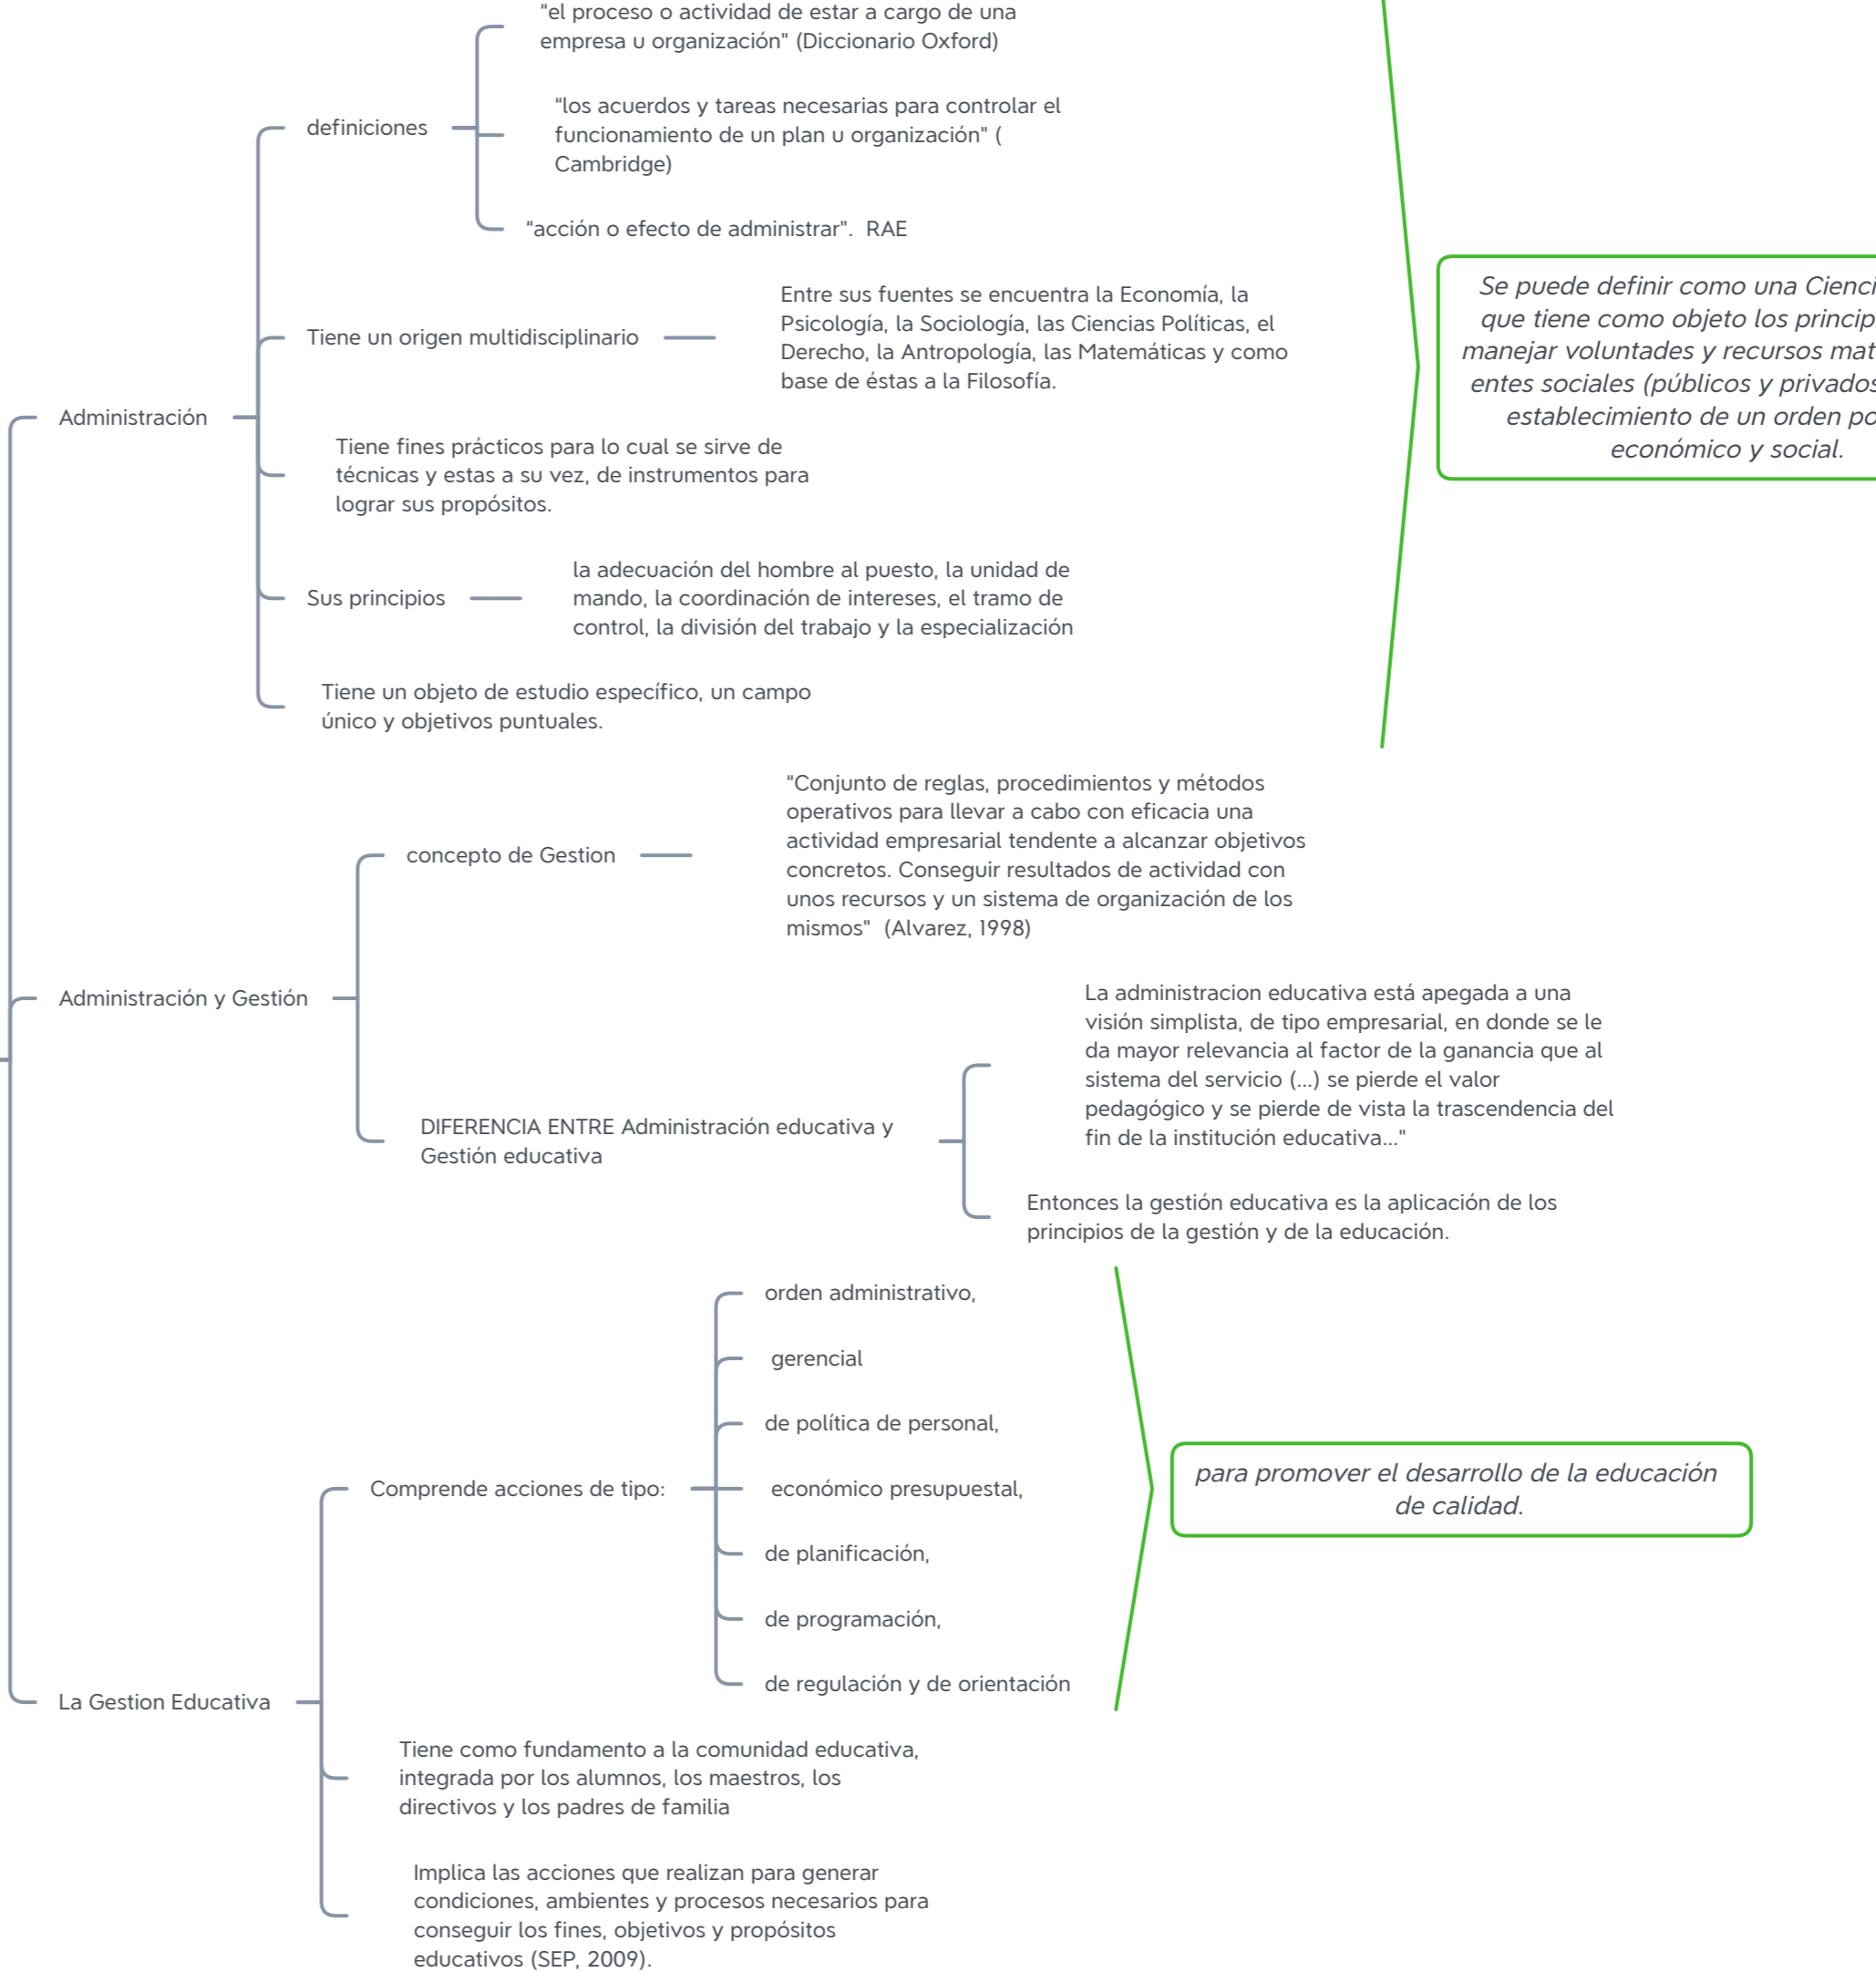 "el proceso o actividad de estar a cargo de una
empresa u organización" (Diccionario Oxford)
definiciones
"los acuerdos y tareas necesarias para controlar el
funcionamiento de un plan u organización" (
Cambridge)
"acción o efecto de administrar".  RAE
Administración
Tiene un origen multidisciplinario
Entre sus fuentes se encuentra la Economía, la
Psicología, la Sociología, las Ciencias Políticas, el
Derecho, la Antropología, las Matemáticas y como
base de éstas a la Filosofía.
Tiene fines prácticos para lo cual se sirve de
técnicas y estas a su vez, de instrumentos para
lograr sus propósitos.
Sus principios
la adecuación del hombre al puesto, la unidad de
mando, la coordinación de intereses, el tramo de
control, la división del trabajo y la especialización
Tiene un objeto de estudio específico, un campo
único y objetivos puntuales.
Se puede definir como una
que tiene como objeto los
manejar voluntades y recursos
entes sociales (públicos y
establecimiento de un orden
económico y social.
Administración y Gestión
concepto de Gestion
"Conjunto de reglas, procedimientos y métodos
operativos para llevar a cabo con eficacia una
actividad empresarial tendente a alcanzar objetivos
concretos. Conseguir resultados de actividad con
unos recursos y un sistema de organización de los
mismos"  (Alvarez, 1998)
DIFERENCIA ENTRE Administración educativa y
Gestión educativa
La administracion educativa está apegada a una
visión simplista, de tipo empresarial, en donde se le
da mayor relevancia al factor de la ganancia que al
sistema del servicio (...) se pierde el valor
pedagógico y se pierde de vista la trascendencia del
fin de la institución educativa..."
Entonces la gestión educativa es la aplicación de los
principios de la gestión y de la educación.
La Gestion Educativa
Comprende acciones de tipo:
orden administrativo,
gerencial
de política de personal,
económico presupuestal,
de planificación,
de programación,
de regulación y de orientación
para promover el desarrollo de la educación
de calidad.
Tiene como fundamento a la comunidad educativa,
integrada por los alumnos, los maestros, los
directivos y los padres de familia
Implica las acciones que realizan para generar
condiciones, ambientes y procesos necesarios para
conseguir los fines, objetivos y propósitos
educativos (SEP, 2009).